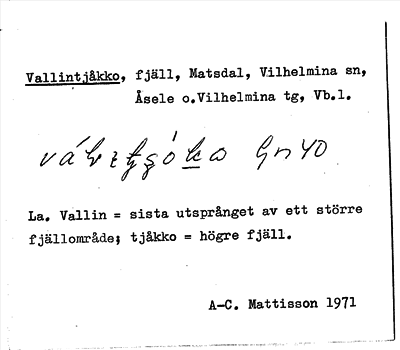 Vallintjåkko, fjäll, Matsdal, Vilhelmina sn,
Åsele o.Vilhelmina tg, Vb.l.
La. Vallin = sista utsprånget av ett större
fjällområde; tjåkko = högre fjäll.
A-C. Mattisson 1971